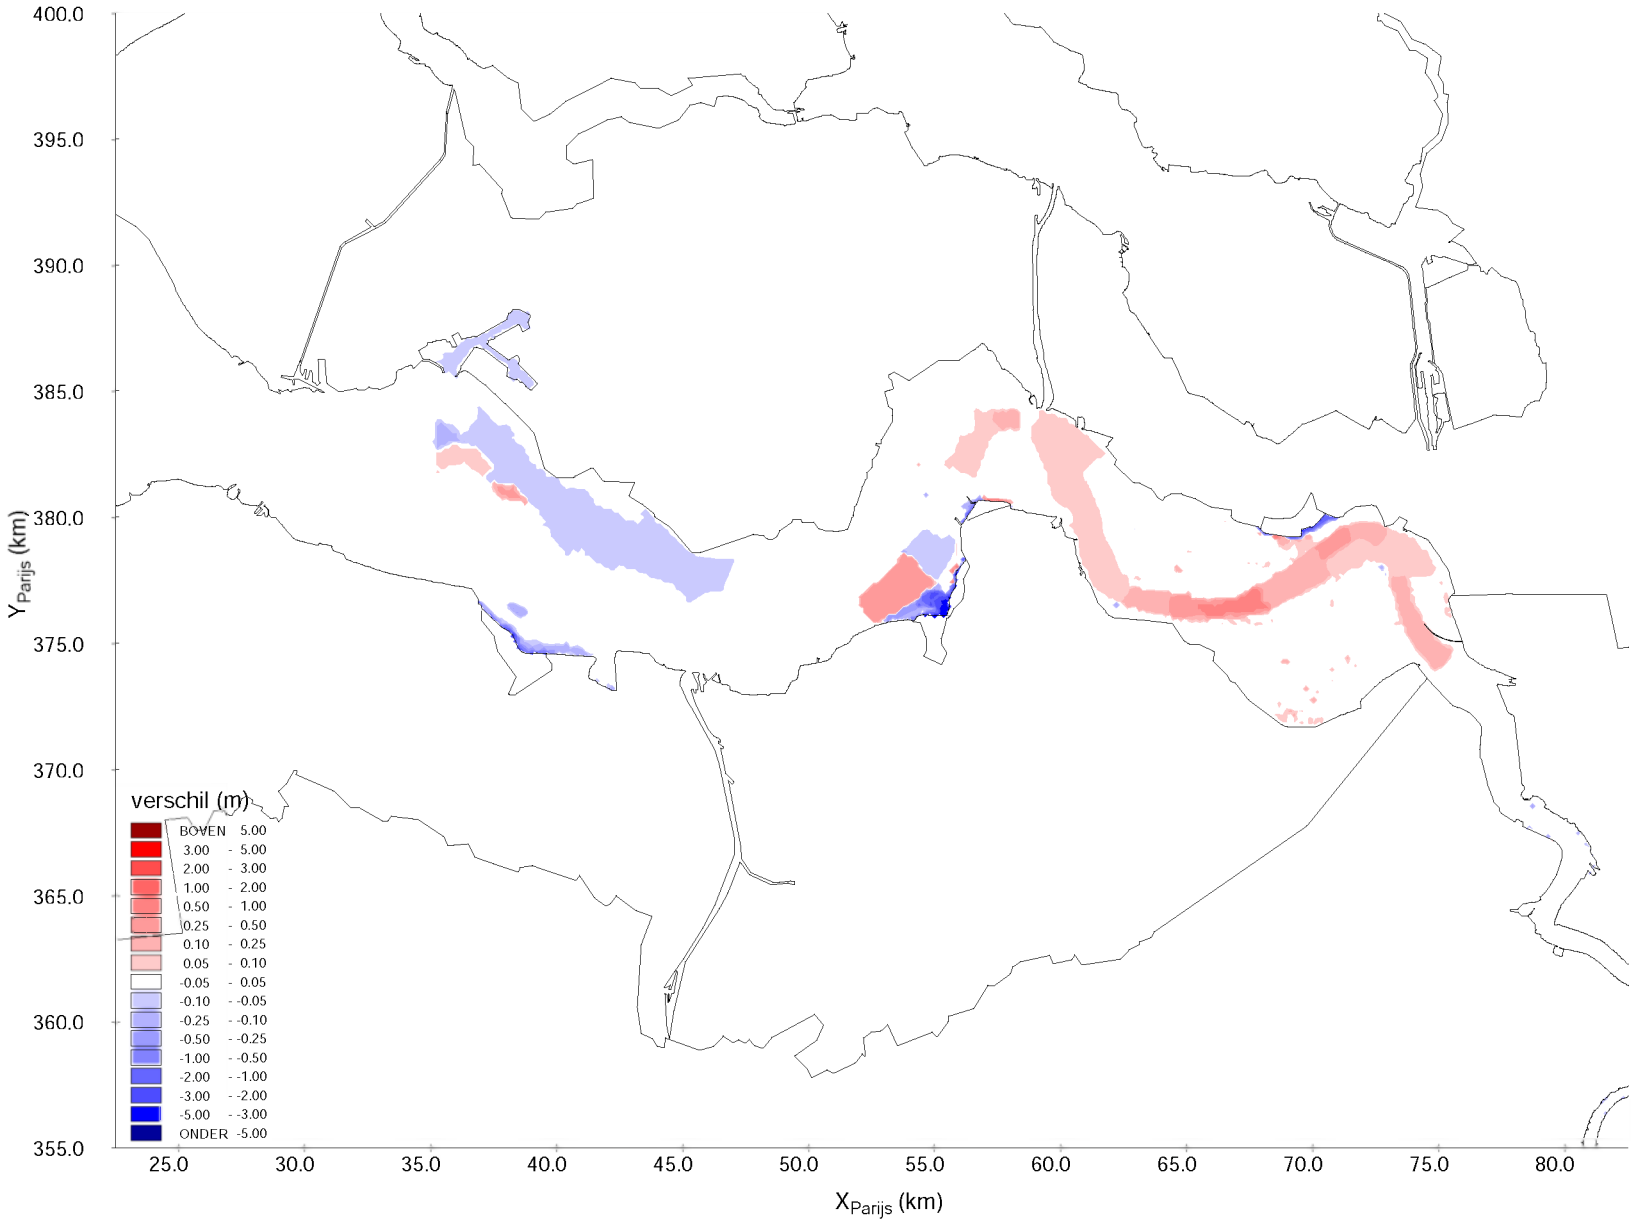 400.0
395.0
390.0
385.0
380.0
375.0
370.0
365.0
360.0
355.0
Y Parijs (km)
verschil (m)
BOVEN 5.00
3.00 - 5.00
2.00 - 3.00
1.00 - 2.00
0.50 - 1.00
0.25 - 0.50
0.10 - 0.25
0.05 - 0.10
-0.05 - 0.05
-0.10 - -0.05
-0.25 - -0.10
-0.50 - -0.25
-1.00 - -0.50
-2.00 - -1.00
-3.00 - -2.00
-5.00 - -3.00
ONDER -5.00
25.0 30.0 35.0 40.0 45.0 50.0 55.0 60.0 65.0 70.0 75.0 80.0
X Parijs (km)